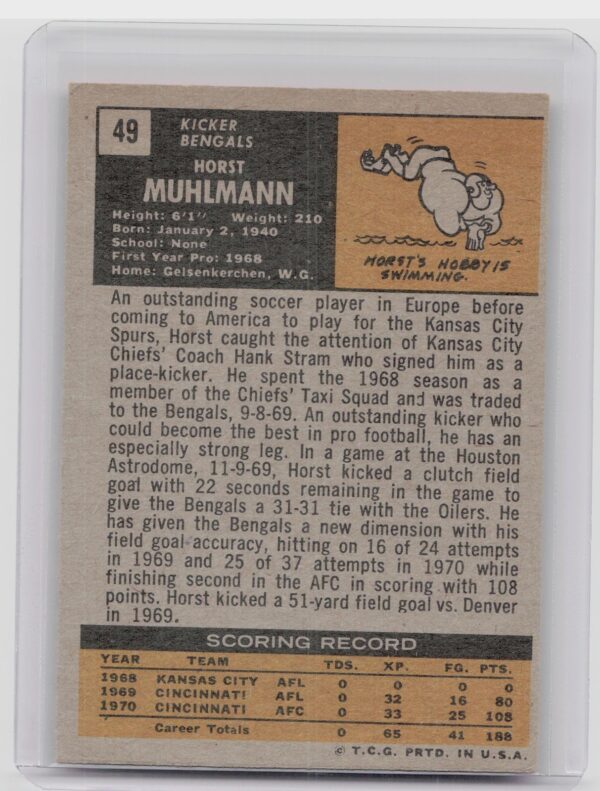 49
KICKER
BENGALS
HORST
MUHLMANN
Height: 6'1" Weight: 210
Born: January 2, 1940
School: None
First Year Pro: 1968
Home: Gelsenkerchen, W.G.
HORST'S HOBBY IS
SWIMMING.
An outstanding soccer player in Europe before
coming to America to play for the Kansas City
Spurs, Horst caught the attention of Kansas City
Chiefs' Coach Hank Stram who signed him as a
place-kicker. He spent the 1968 season as a
member of the Chiefs' Taxi Squad and was traded
to the Bengals, 9-8-69. An outstanding kicker who
could become the best in pro football, he has an
especially strong leg. In a game at the Houston
Astrodome, 11-9-69, Horst kicked a clutch field
goal with 22 seconds remaining in the game to
give the Bengals a 31-31 tie with the Oilers. He
has given the Bengals a new dimension with his
field goal accuracy, hitting on 16 of 24 attempts
in 1969 and 25 of 37 attempts in 1970 while
finishing second in the AFC in scoring with 108
points. Horst kicked a 51-yard field goal vs. Denver
in 1969.
SCORING RECORD
YEAR TEAM TDS. XP. FG. PTS.
1968 KANSAS CITY AFL 0 0 0 0
1969 CINCINNATI AFL 0 32 16 80
1970 CINCINNATI AFC 0 33 25 108
Career Totals 0 65 41 188
© T.C.G. PRTD. IN U.S.A.